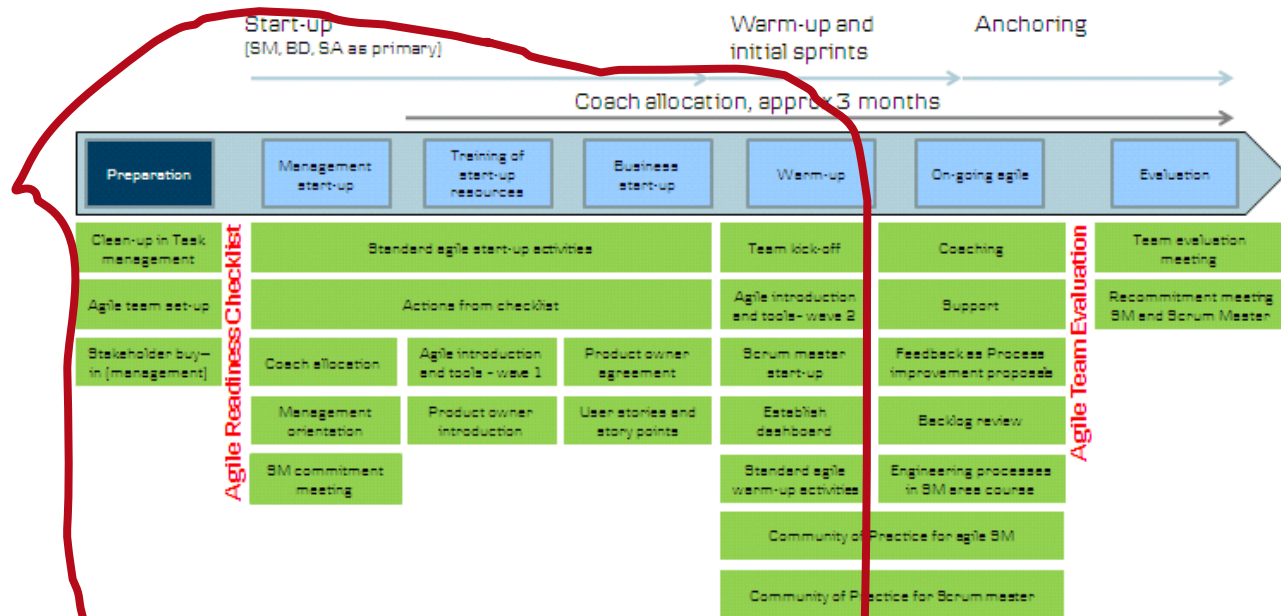 Start-up
(SM, BD, SA as primary)
Warm-up and
initial sprints
Anchoring
Coach allocation, approx 3 months
Preparation
Management
start-up
Training of
start-up
resources
Business
start-up
Warm-up
On-going agile
Evaluation
Clean-up in Task
management
Agile team set-up
Stakeholder buy-
in (management)
Agile Readiness Checklist
Standard agile start-up activities
Actions from checklist
Coach allocation
Management
orientation
SM commitment
meeting
Agile introduction
and tools - wave 1
Product owner
introduction
Product owner
agreement
User stories and
story points
Team kick-off
Agile introduction
and tools- wave 2
Scrum master
start-up
Establish
dashboard
Standard agile
warm-up activities
Coaching
Support
Feedback as Process
improvement proposals
Backlog review
Engineering processes
in SM area course
Community of Practice for agile SM
Community of Practice for Scrum master
Agile Team Evaluation
Team evaluation
meeting
Recommitment meeting
SM and Scrum Master